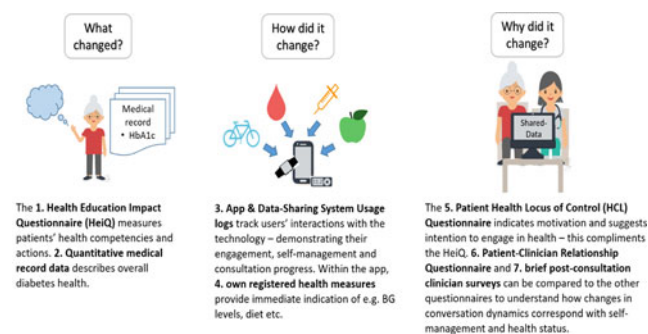 What
changed?
How did it
change?
Why did it
change?
Medical
record
• HbA1c
Shared-
Data
The 1. Health Education Impact
Questionnaire (HeiQ) measures
patients' health competencies and
actions. 2. Quantitative medical
record data describes overall
diabetes health.
3. App & Data-Sharing System Usage
logs track users' interactions with the
technology – demonstrating their
engagement, self-management and
consultation progress. Within the app,
4. own registered health measures
provide immediate indication of e.g. BG
levels, diet etc.
The 5. Patient Health Locus of Control (HCL)
Questionnaire indicates motivation and suggests
intention to engage in health – this compliments
the HeiQ. 6. Patient-Clinician Relationship
Questionnaire and 7. brief post-consultation
clinician surveys can be compared to the other
questionnaires to understand how changes in
conversation dynamics correspond with self-
management and health status.